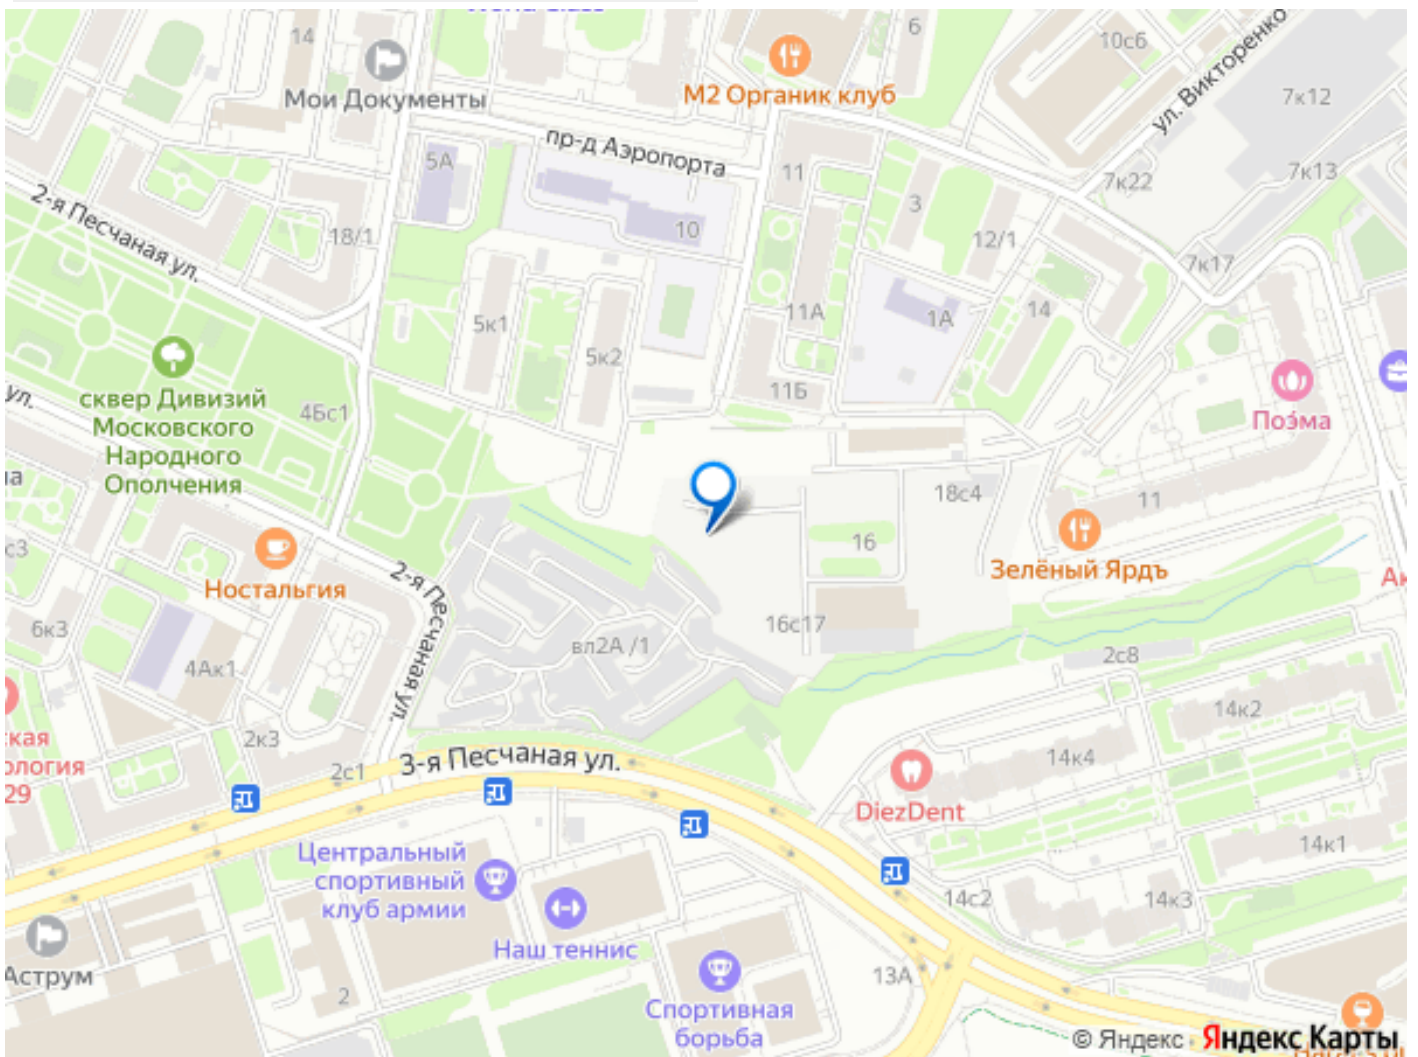 14
6
10с6
ул. Викторенко
Мои Документы
М2 Органик клуб
7к12
пр-д Аэропорта
5А
11
7к22
7к13
2-я Песчаная ул.
18/1
10
3
12/1
7к17
5к1
11А
1А
14
5к2
11Б
Поэма
ул.
сквер Дивизий
Московского
Народного
Ополчения
4Бс1
18с4
11
16
Зелёный Ярдъ
Ностальгия
2-я Песчаная ул.
6к3
4Ак1
вл2А /1
16с17
2с8
14к2
2к3
2с1
3-я Песчаная ул.
14к4
29
DiezDent
14к1
Центральный
спортивный
клуб армии
14с2
14к3
Наш теннис
Аструм
2
13А
Спортивная
борьба
© Яндекс
Яндекс Карты